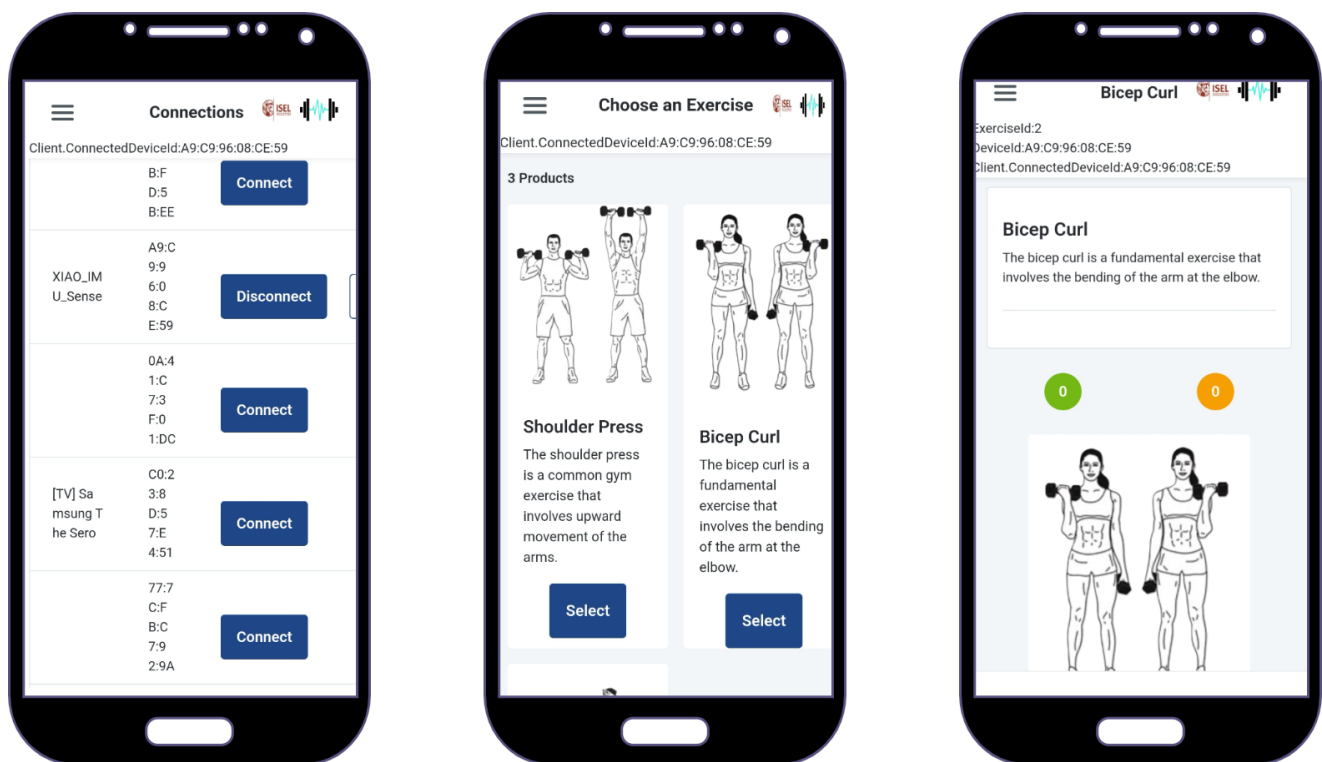 Connections
ISEL
Client.ConnectedDeviceId:A9:C9:96:08:CE:59
B:F
D:5
B:EE
Connect
XIAO_IM
U_Sense
A9:C
9:9
6:0
8:C
E:59
Disconnect
0A:4
1:C
7:3
F:0
1:DC
Connect
[TV] Sa
msung T
he Sero
C0:2
3:8
D:5
7:E
4:51
Connect
77:7
C:F
B:C
7:9
2:9A
Connect
Choose an Exercise
ISEL
Client.ConnectedDeviceId:A9:C9:96:08:CE:59
3 Products
Shoulder Press
The shoulder press
is a common gym
exercise that
involves upward
movement of the
arms.
Select
Bicep Curl
The bicep curl is a
fundamental
exercise that
involves the bending
of the arm at the
elbow.
Select
Bicep Curl
ISEL
ExerciseId:2
DeviceId:A9:C9:96:08:CE:59
Client.ConnectedDeviceId:A9:C9:96:08:CE:59
Bicep Curl
The bicep curl is a fundamental exercise that
involves the bending of the arm at the elbow.
0
0